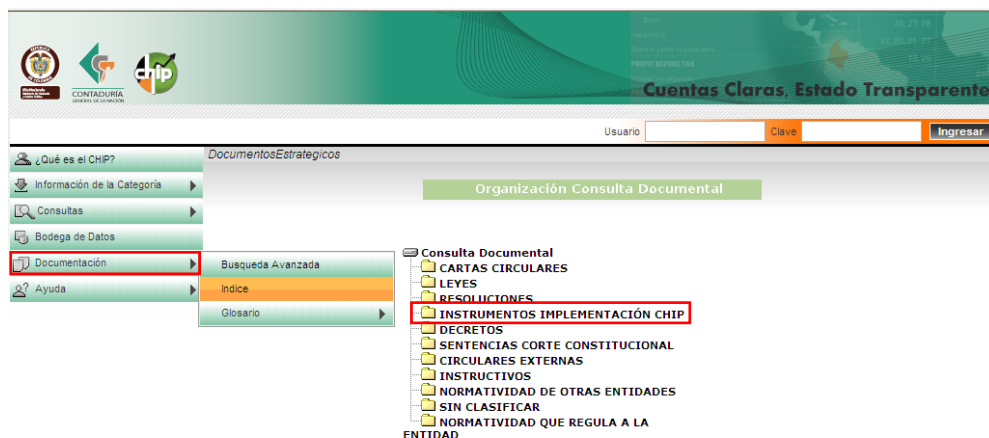 PROFIT BEFORE TAX
CONTADURÍA
GENERAL DE LA NACIÓN
chip
Cuentas Claras, Estado Transparente
Usuario
Clave
Ingresar
¿Qué es el CHIP?
Información de la Categoría
Consultas
Bodega de Datos
Documentación
Ayuda
Busqueda Avanzada
Indice
Glosario
DocumentosEstrategicos
Organización Consulta Documental
Consulta Documental
CARTAS CIRCULARES
LEYES
RESOLUCIONES
INSTRUMENTOS IMPLEMENTACIÓN CHIP
DECRETOS
SENTENCIAS CORTE CONSTITUCIONAL
CIRCULARES EXTERNAS
INSTRUCTIVOS
NORMATIVIDAD DE OTRAS ENTIDADES
SIN CLASIFICAR
NORMATIVIDAD QUE REGULA A LA
ENTIDAD